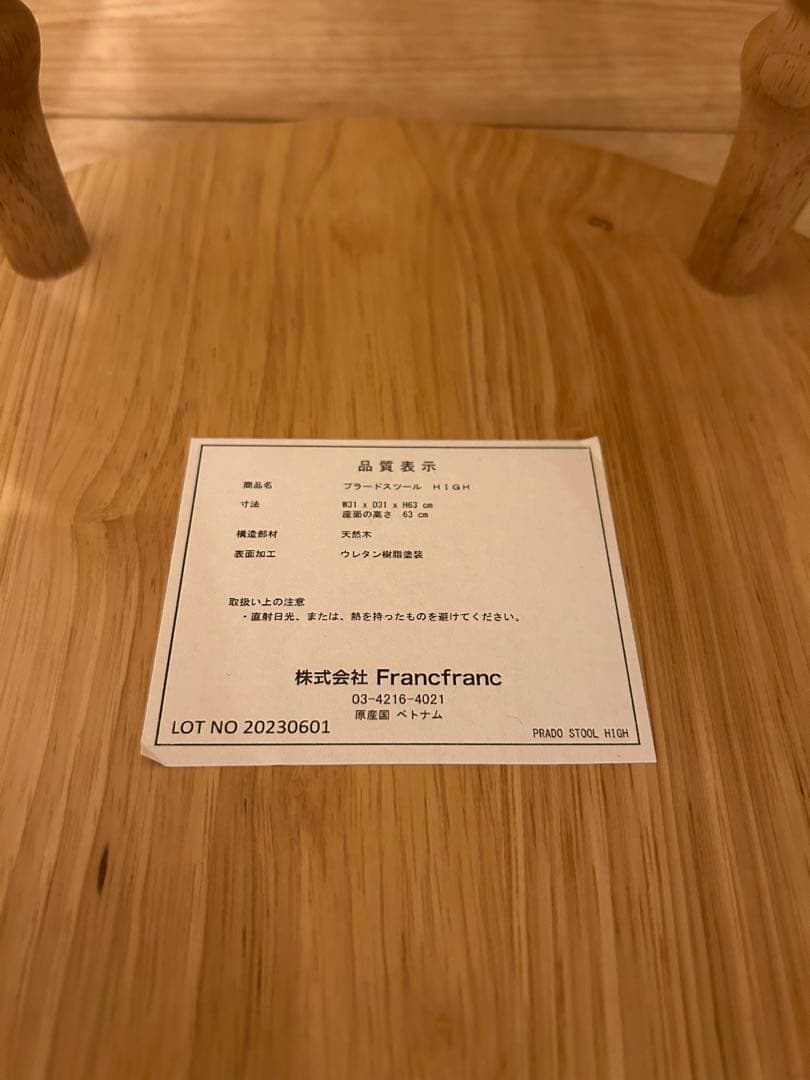 品質表示
商品名 プラードスツール HIGH
寸法 W31 x D31 x H63 cm
座面の高さ 63 cm
構造部材 天然木
表面加工 ウレタン樹脂塗装
取扱い上の注意
・直射日光、または、熱を持ったものを避けてください。
株式会社 Francfranc
03-4216-4021
原産国 ベトナム
LOT NO 20230601
PRADO STOOL HIGH